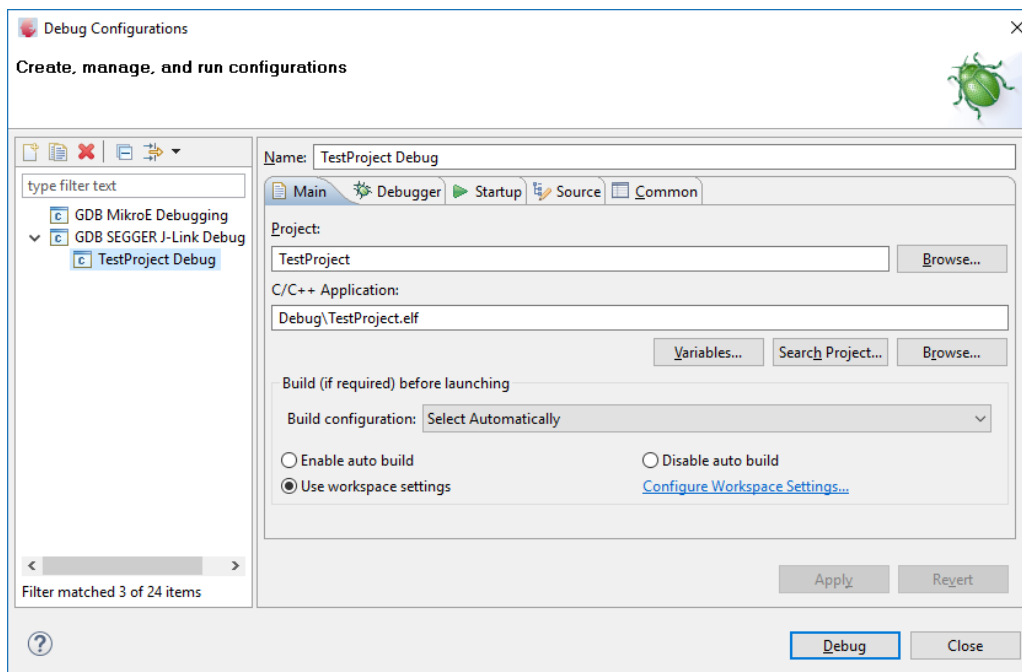 Debug Configurations
Create, manage, and run configurations
Name: TestProject Debug
type filter text
Main Debugger Startup Source Common
GDB MikroE Debugging
GDB SEGGER J-Link Debug
TestProject Debug
Project:
TestProject Browse...
C/C++ Application:
Debug\TestProject.elf
Variables... Search Project... Browse...
Build (if required) before launching
Build configuration: Select Automatically
Enable auto build Disable auto build
Use workspace settings Configure Workspace Settings...
Filter matched 3 of 24 items
Apply Revert
Debug Close